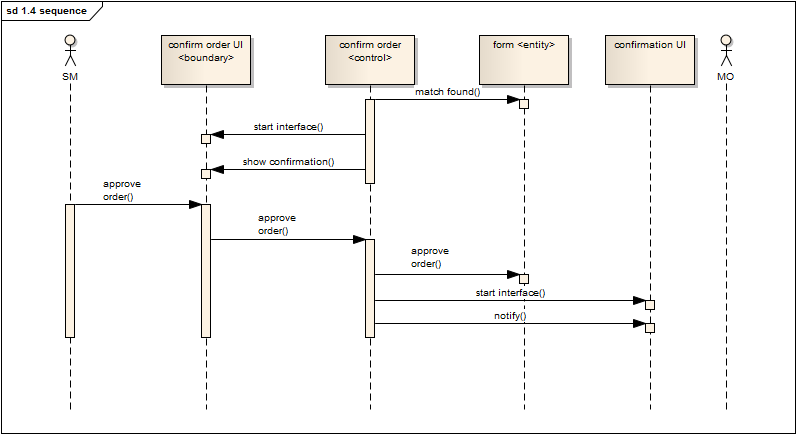 sd 1.4 sequence
SM
confirm order UI
<boundary>
confirm order
<control>
form <entity>
confirmation UI
MO
match found()
start interface()
show confirmation()
approve
order()
approve
order()
approve
order()
start interface()
notify()